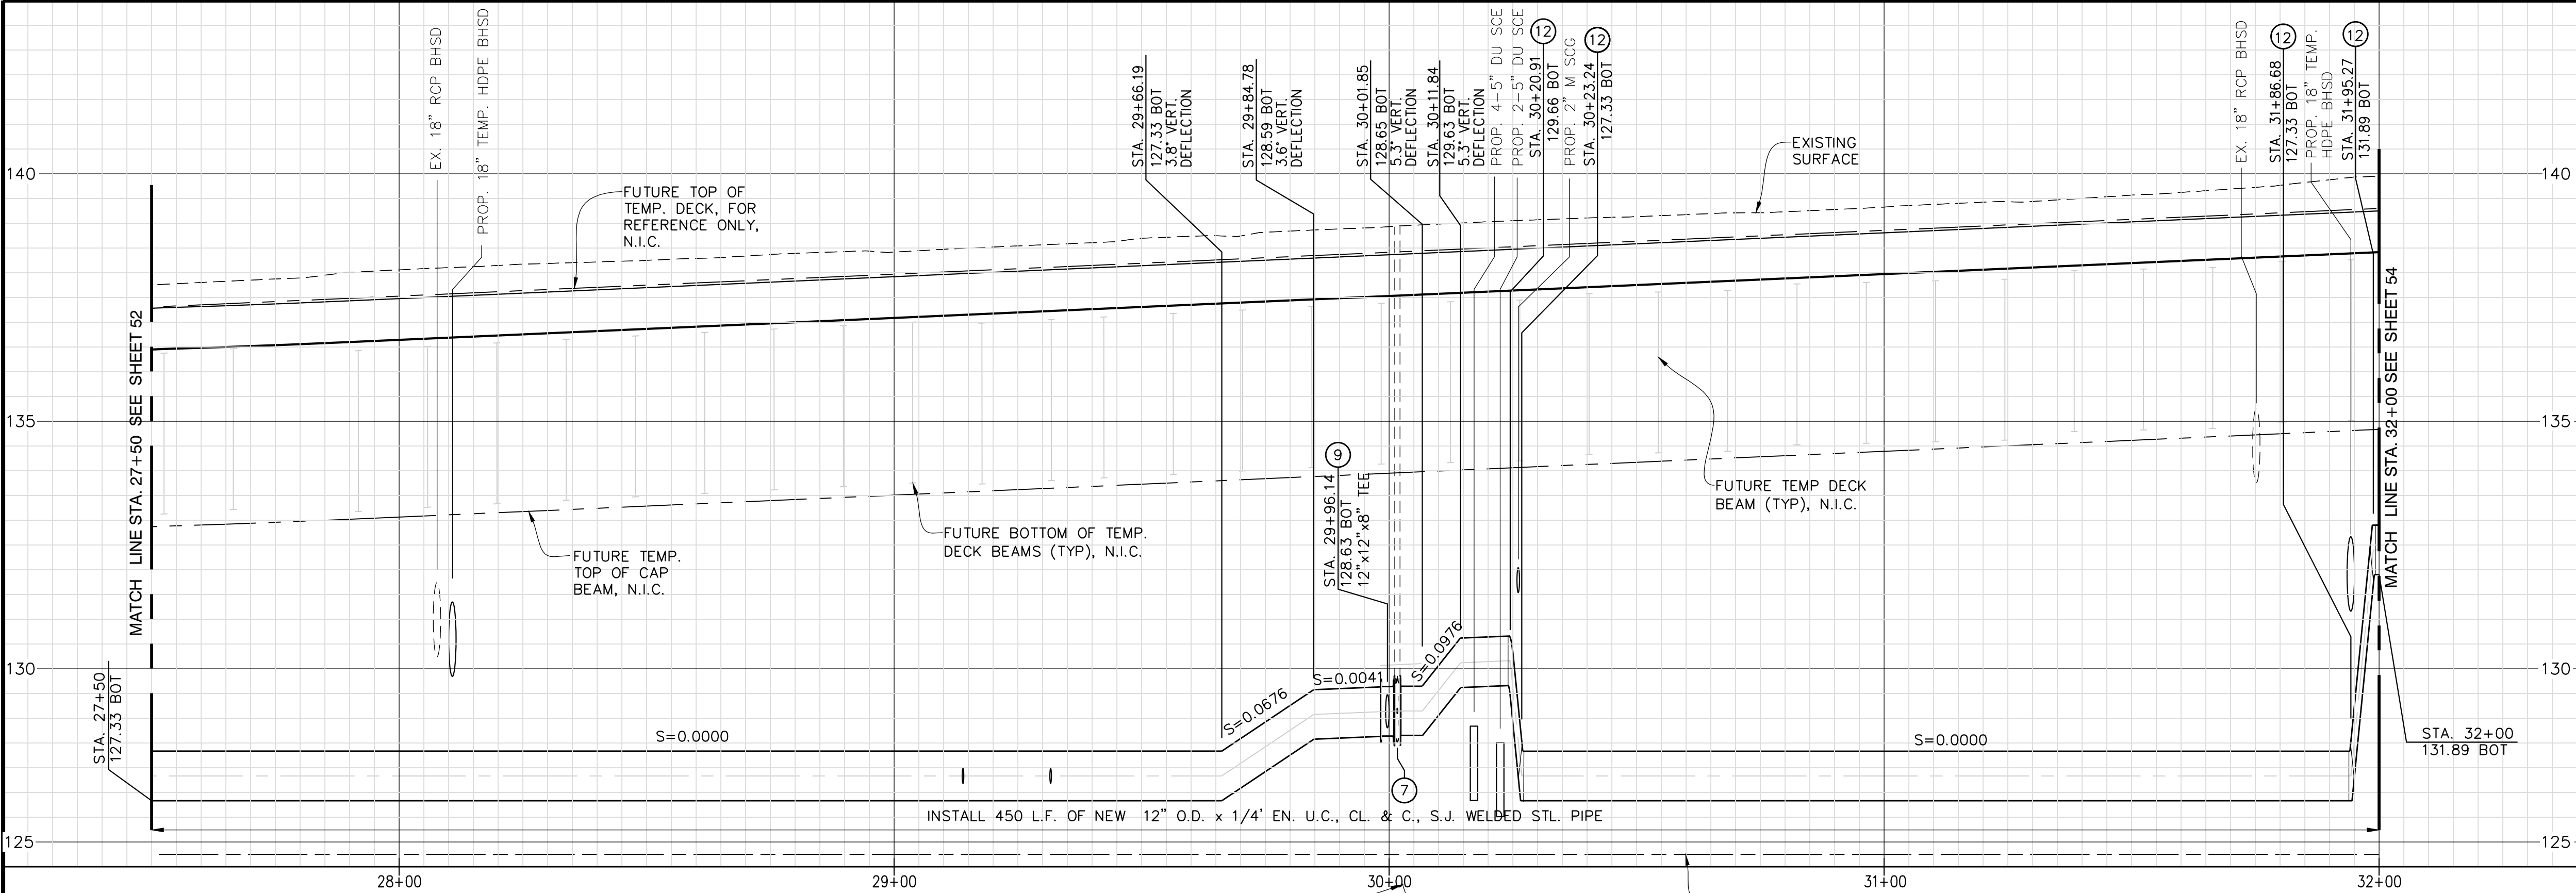 EX. 18" RCP BHSD
PROP. 18" TEMP. HDPE BHSD
STA. 29+66.19
127.33 BOT
3.8° VERT.
DEFLECTION
STA. 29+84.78
128.59 BOT
3.6° VERT.
DEFLECTION
STA. 30+01.85
128.65 BOT
5.3° VERT.
DEFLECTION
STA. 30+11.84
129.63 BOT
5.3° VERT.
DEFLECTION
PROP. 4-5" DU SCE
PROP. 2-5" DU SCE
12
STA. 30+20.91
129.66 BOT
PROP. 2" M SCG
12
STA. 30+23.24
127.33 BOT
EX. 18" RCP BHSD
12
STA. 31+86.68
127.33 BOT
PROP. 18" TEMP.
HDPE BHSD
12
STA. 31+95.27
131.89 BOT
EXISTING
SURFACE
140
140
FUTURE TOP OF
TEMP. DECK, FOR
REFERENCE ONLY,
N.I.C.
MATCH LINE STA. 27+50 SEE SHEET 52
MATCH LINE STA. 32+00 SEE SHEET 54
135
135
9
STA. 29+96.14
128.63 BOT
12"x12"x8" TEE
FUTURE TEMP DECK
BEAM (TYP), N.I.C.
FUTURE BOTTOM OF TEMP.
DECK BEAMS (TYP), N.I.C.
FUTURE TEMP.
TOP OF CAP
BEAM, N.I.C.
130
130
STA. 27+50
127.33 BOT
S=0.0000
S=0.0676
S=0.0041
S=0.0976
S=0.0000
STA. 32+00
131.89 BOT
7
INSTALL 450 L.F. OF NEW 12" O.D. x 1/4' EN. U.C., CL. & C., S.J. WELDED STL. PIPE
125
125
28+00
29+00
30+00
31+00
32+00